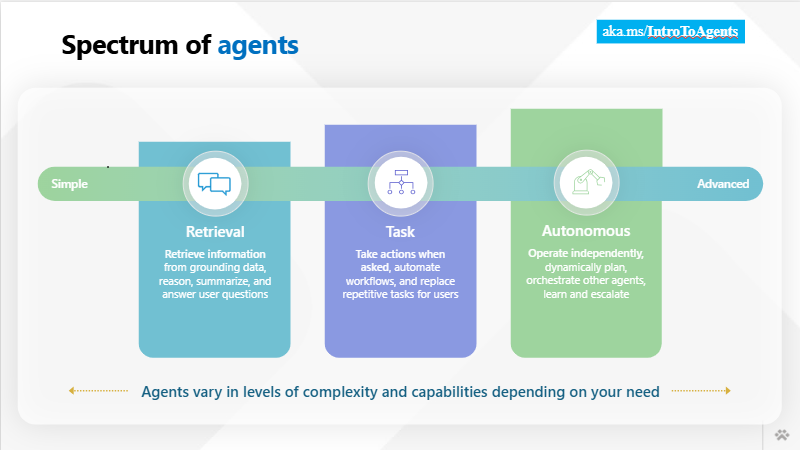 Spectrum of agents
aka.ms/IntroToAgents
Simple
Advanced
Retrieval
Retrieve information
from grounding data,
reason, summarize, and
answer user questions
Task
Take actions when
asked, automate
workflows, and replace
repetitive tasks for users
Autonomous
Operate independently,
dynamically plan,
orchestrate other agents,
learn and escalate
Agents vary in levels of complexity and capabilities depending on your need